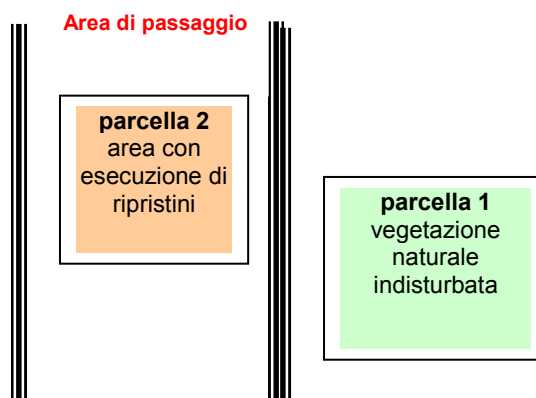 Area di passaggio
parcella 2
area con
esecuzione di
ripristini
parcella 1
vegetazione
naturale
indisturbata